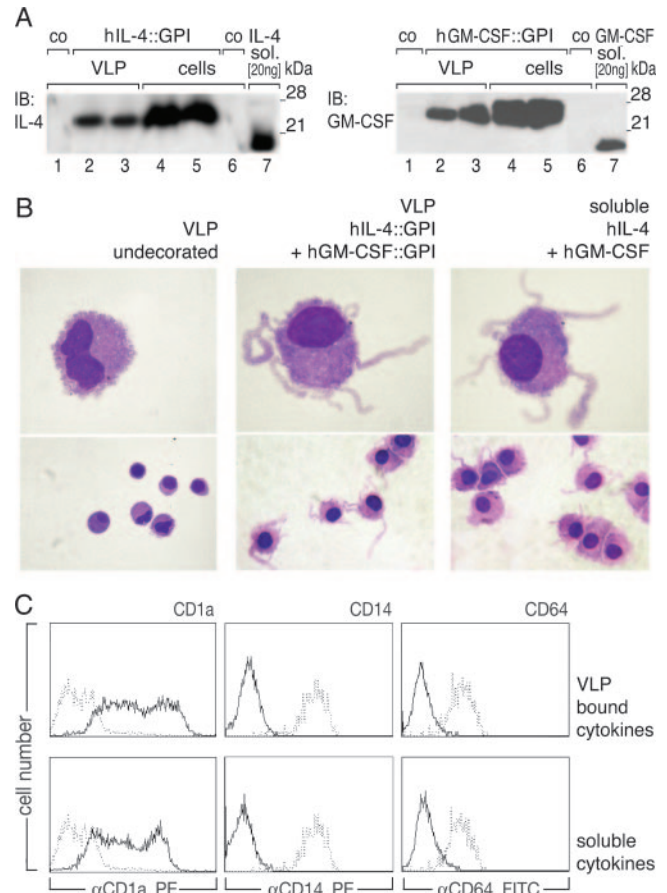 A
co hIL-4::GPI co IL-4
sol.
VLP cells [20ng] kDa
IB:
IL-4
28
21
1 2 3 4 5 6 7
co hGM-CSF::GPI co GM-CSF
sol.
VLP cells [20ng] kDa
IB:
GM-CSF
28
21
1 2 3 4 5 6 7
B
VLP
undecorated
VLP
hIL-4::GPI
+ hGM-CSF::GPI
soluble
hIL-4
+ hGM-CSF
C
CD1a CD14 CD64
cell number
VLP
bound
cytokines
soluble
cytokines
αCD1a PE αCD14 PE αCD64 FITC